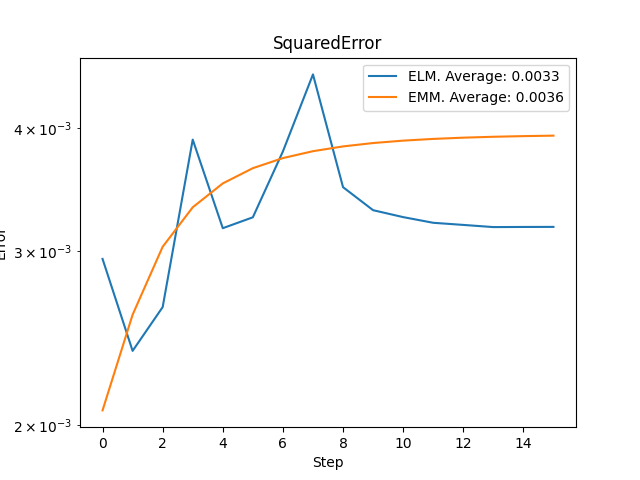 SquaredError
ELM. Average: 0.0033
EMM. Average: 0.0036
4 × 10⁻³
3 × 10⁻³
2 × 10⁻³
Error
0 2 4 6 8 10 12 14
Step